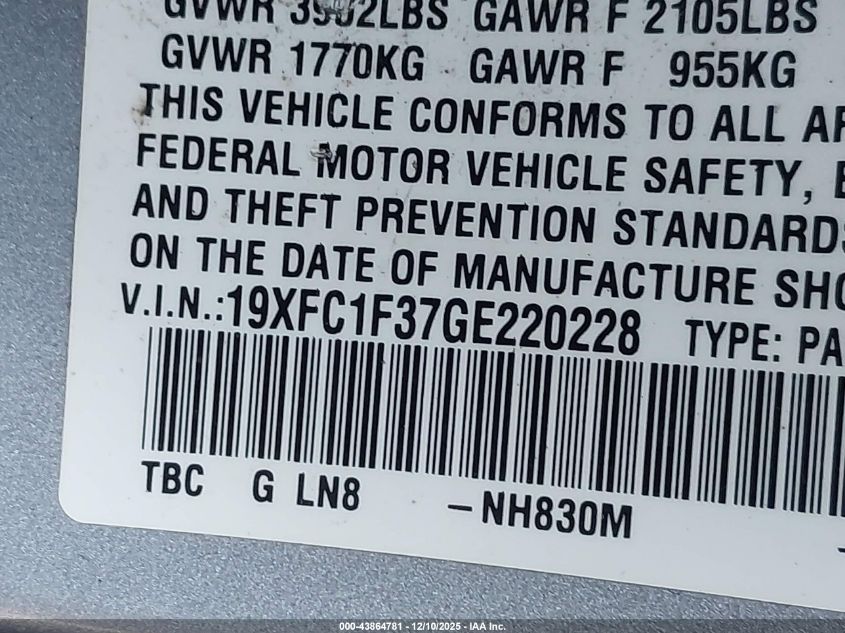 GVWR 3902LBS GAWR F 2105LBS
GVWR 1770KG GAWR F 955KG
THIS VEHICLE CONFORMS TO ALL
FEDERAL MOTOR VEHICLE SAFETY,
AND THEFT PREVENTION STANDARDS
ON THE DATE OF MANUFACTURE
V.I.N.:19XFC1F37GE220228 TYPE: PA
TBC G LN8 -NH830M
000-43864781 - 12/10/2025 - IAA Inc.